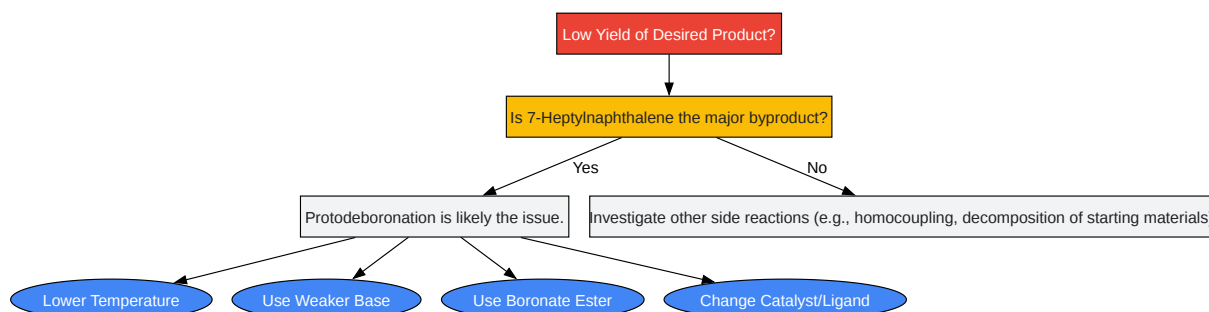 Low Yield of Desired Product?
Is 7-Heptylnaphthalene the major byproduct?
Yes
No
Protodeboronation is likely the issue.
Investigate other side reactions (e.g., homocoupling, decomposition of starting materials)
Lower Temperature
Use Weaker Base
Use Boronate Ester
Change Catalyst/Ligand